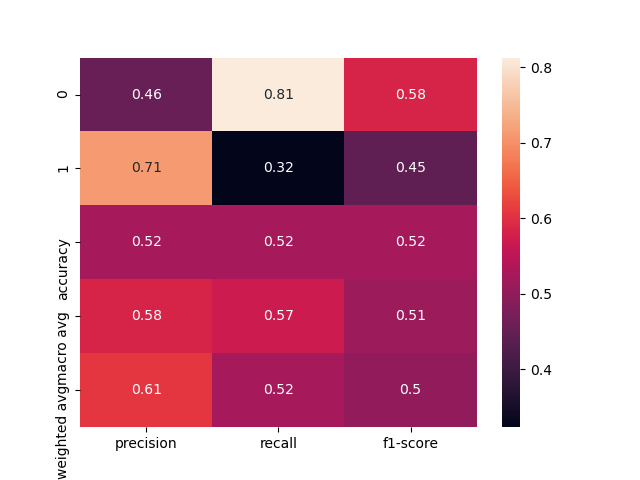 0
0.46 0.81 0.58
1
0.71 0.32 0.45
accuracy
0.52 0.52 0.52
macro avg
0.58 0.57 0.51
weighted avg
0.61 0.52 0.5
precision recall f1-score
0.8
0.7
0.6
0.5
0.4